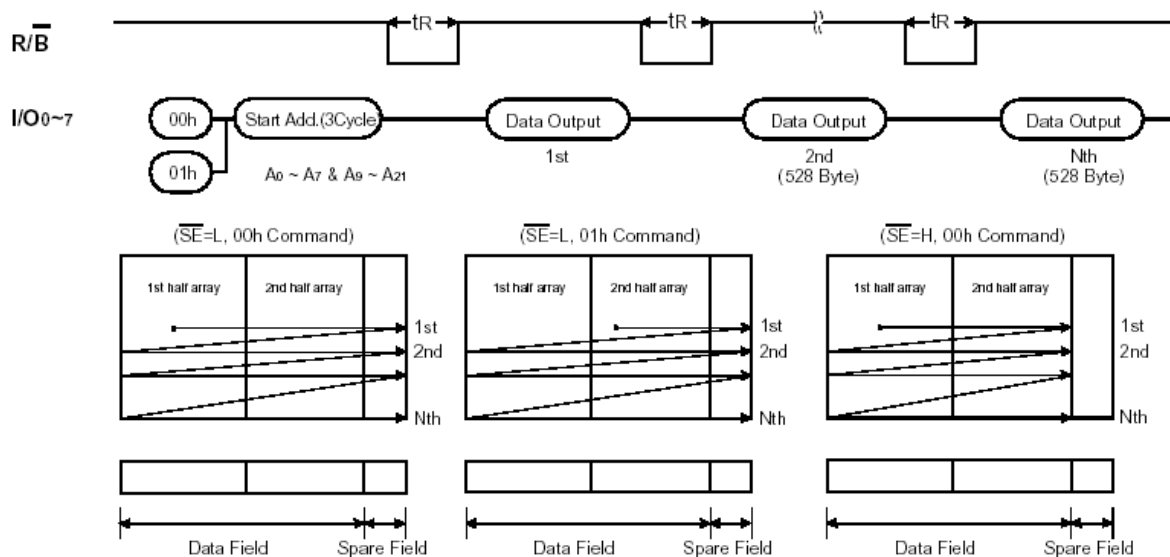 R/B
tR
tR
tR
I/O0~7
00h
Start Add.(3Cycle
Data Output
Data Output
Data Output
01h
1st
2nd
Nth
A0 ~ A7 & A9 ~ A21
(528 Byte)
(528 Byte)
(SE=L, 00h Command)
(SE=L, 01h Command)
(SE=H, 00h Command)
1st half array
2nd half array
1st half array
2nd half array
1st half array
2nd half array
1st
1st
1st
2nd
2nd
2nd
Nth
Nth
Nth
Data Field
Spare Field
Data Field
Spare Field
Data Field
Spare Field